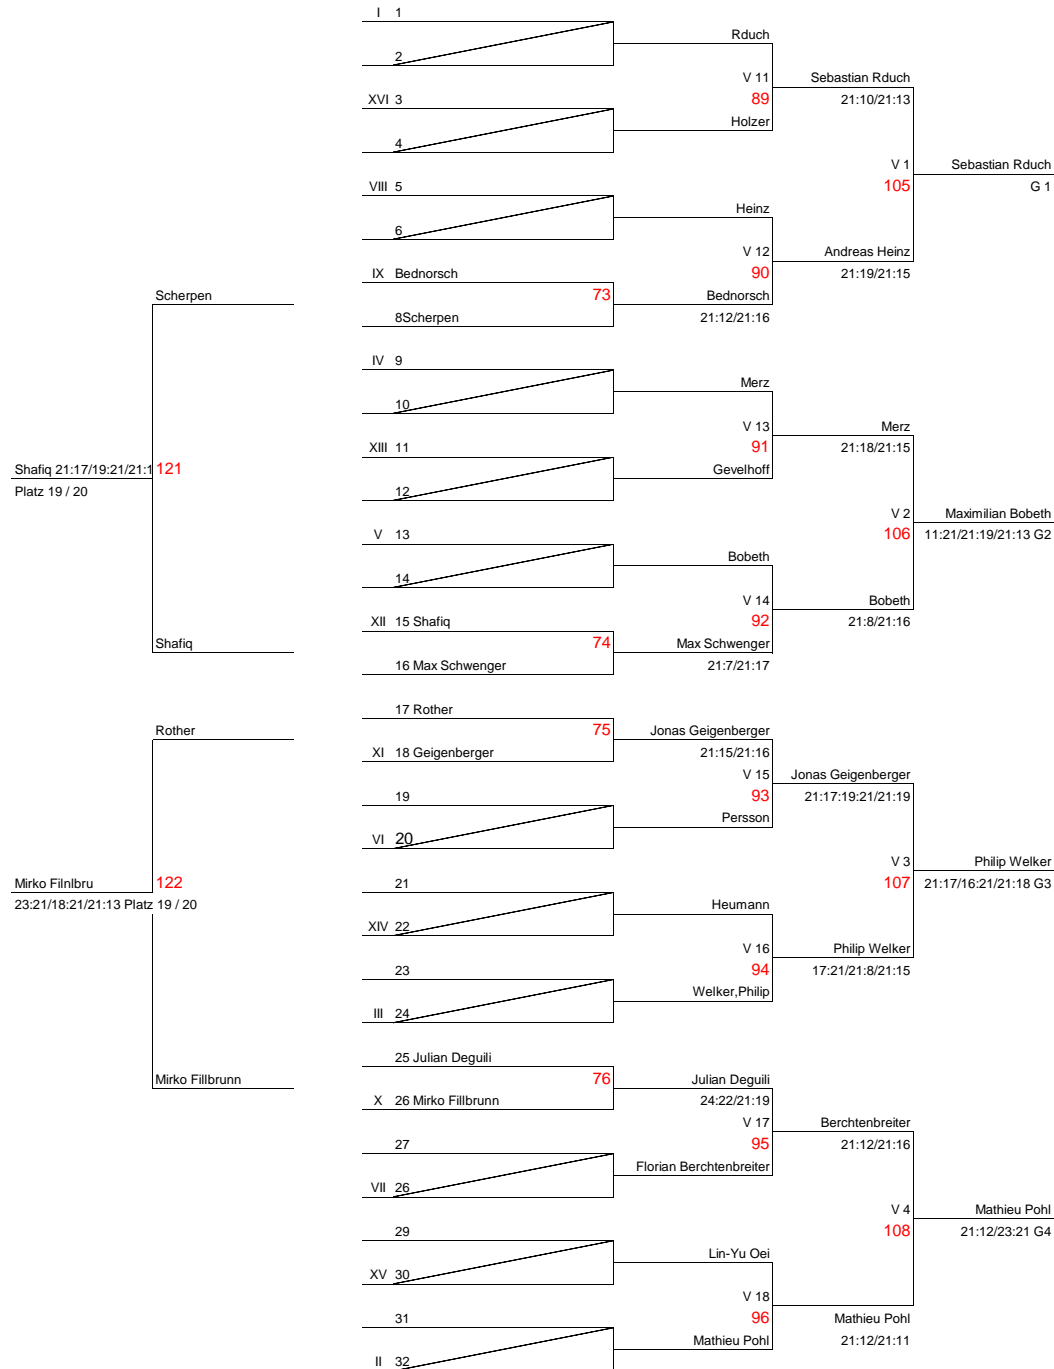 I 1
Rduch
2
V 11
Sebastian Rduch
XVI 3
89
21:10/21:13
Holzer
4
V 1
Sebastian Rduch
VIII 5
105
G 1
Heinz
6
V 12
Andreas Heinz
IX Bednorsch
90
21:19/21:15
Scherpen
73
Bednorsch
8Scherpen
21:12/21:16
IV 9
Merz
10
V 13
Merz
XIII 11
91
21:18/21:15
Shafiq 21:17/19:21/21:1
121
Gevelhoff
Platz 19 / 20
12
V 2
Maximilian Bobeth
V 13
106
11:21/21:19/21:13 G2
Bobeth
14
V 14
Bobeth
XII 15 Shafiq
92
21:8/21:16
Shafiq
74
Max Schwenger
16 Max Schwenger
21:7/21:17
17 Rother
Rother
75
Jonas Geigenberger
XI 18 Geigenberger
21:15/21:16
V 15
Jonas Geigenberger
19
93
21:17:19:21/21:19
Persson
VI 20
V 3
Philip Welker
Mirko Filnlbru
122
21
107
21:17/16:21/21:18 G3
23:21/18:21/21:13 Platz 19 / 20
Heumann
XIV 22
V 16
Philip Welker
23
94
17:21/21:8/21:15
Welker,Philip
III 24
25 Julian Deguili
Mirko Fillbrunn
76
Julian Deguili
X 26 Mirko Fillbrunn
24:22/21:19
V 17
Berchtenbreiter
27
95
21:12/21:16
Florian Berchtenbreiter
VII 26
V 4
Mathieu Pohl
29
108
21:12/23:21 G4
Lin-Yu Oei
XV 30
V 18
31
96
Mathieu Pohl
Mathieu Pohl
21:12/21:11
II 32